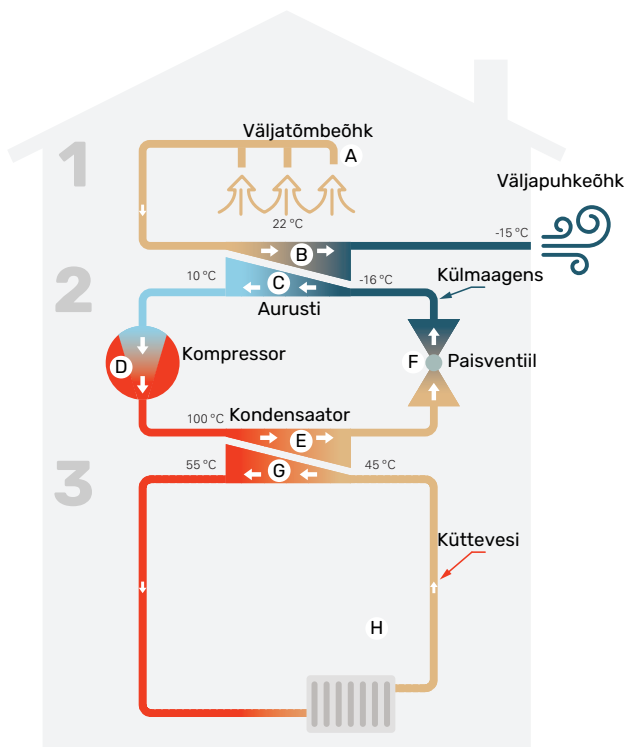 Väljatõmbeõhk
1
A
Väljapuhkeõhk
22 °C
-15 °C
B
2
10 °C
C
-16 °C
Külmaagens
Aurusti
Kompressor
D
F
Paisventiil
100 °C
Kondensaator
E
3
55 °C
G
45 °C
Küttevesi
H